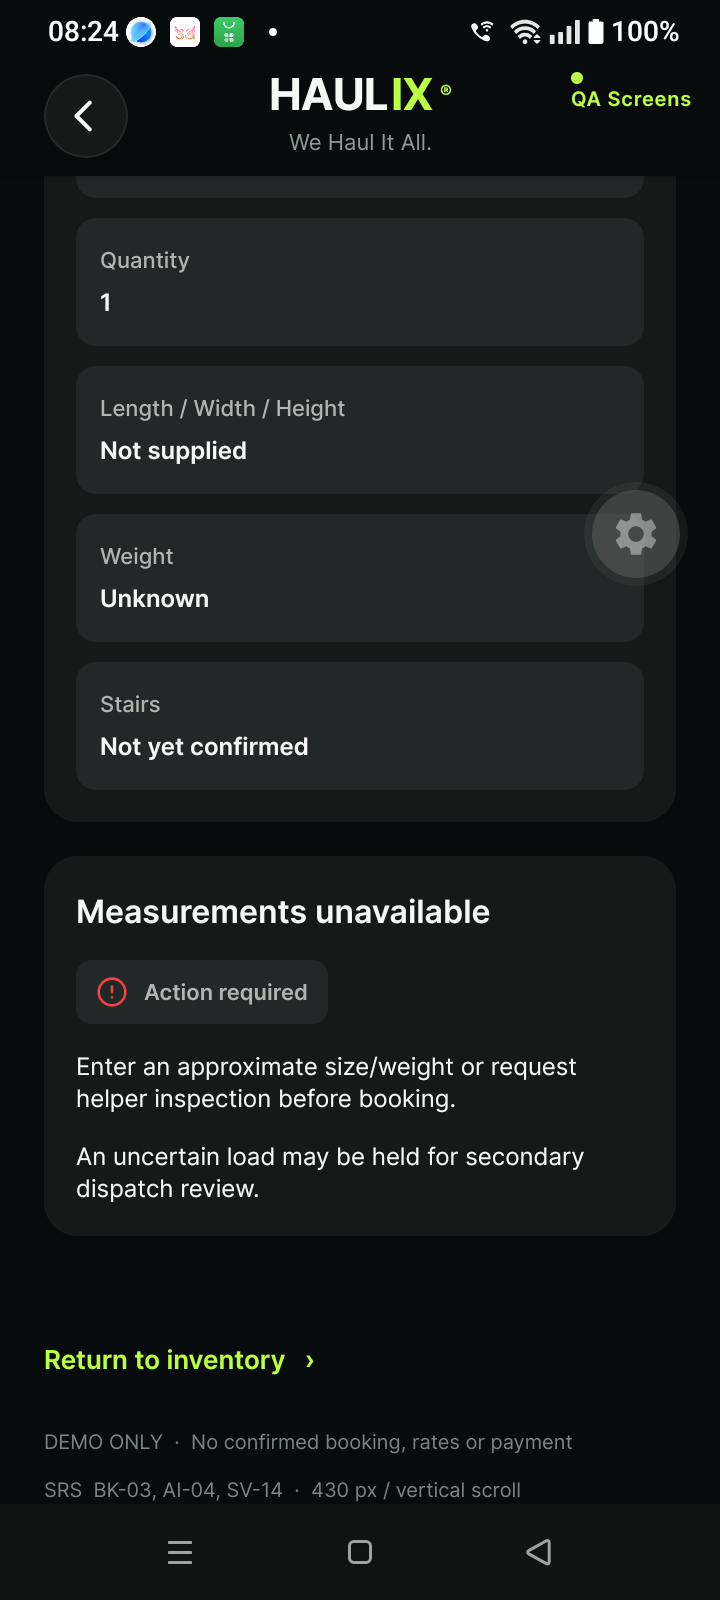 08:24
100%
HAULIX ®
We Haul It All.
QA Screens
Quantity
1
Length / Width / Height
Not supplied
Weight
Unknown
Stairs
Not yet confirmed
Measurements unavailable
Action required
Enter an approximate size/weight or request
helper inspection before booking.
An uncertain load may be held for secondary
dispatch review.
Return to inventory ›
DEMO ONLY · No confirmed booking, rates or payment
SRS BK-03, AI-04, SV-14 · 430 px / vertical scroll